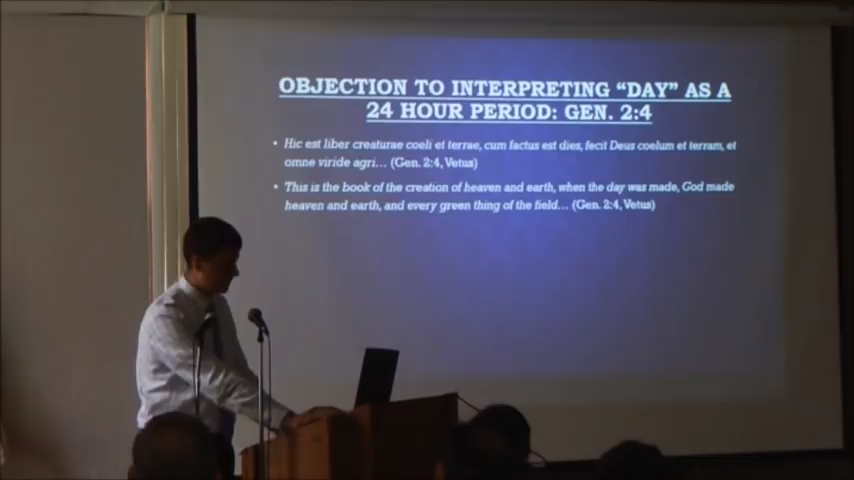 OBJECTION TO INTERPRETING “DAY” AS A
24 HOUR PERIOD: GEN. 2:4
• Hic est liber creaturae coeli et terrae, cum factus est dies, fecit Deus coelum et terram, et
omne viride agri... (Gen. 2:4, Vetus)
• This is the book of the creation of heaven and earth, when the day was made, God made
heaven and earth, and every green thing of the field... (Gen. 2:4, Vetus)